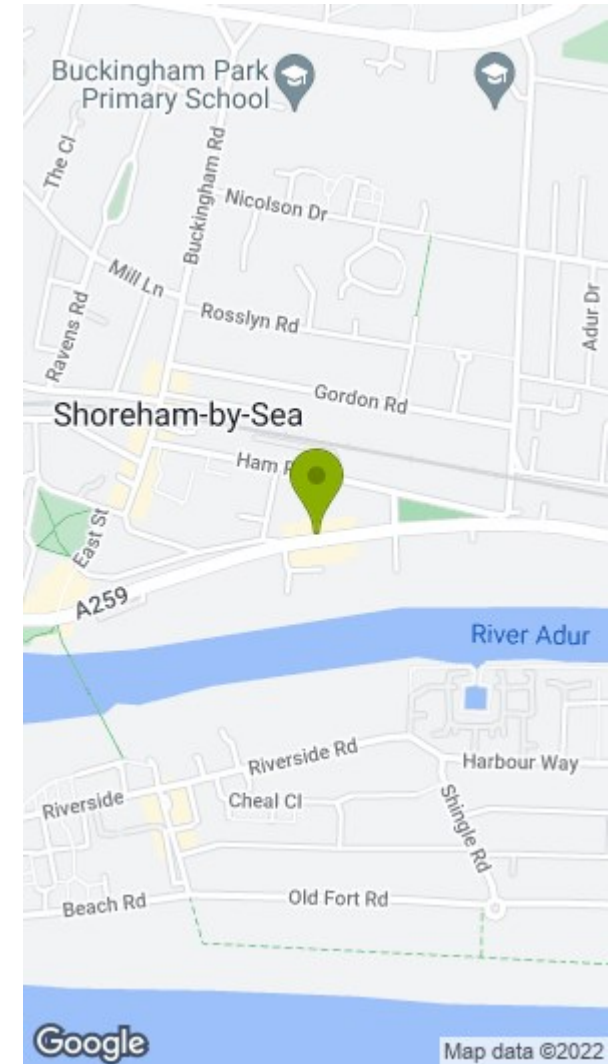 Buckingham Park
Primary School
The Cl
Buckingham Rd
Nicolson Dr
Mill Ln
Ravens Rd
Rosslyn Rd
Adur Dr
Gordon Rd
Shoreham-by-Sea
Ham
East St
A259
River Adur
Riverside Rd
Harbour Way
Riverside
Cheal Cl
Shingle Rd
Beach Rd
Old Fort Rd
Google
Map data ©2022